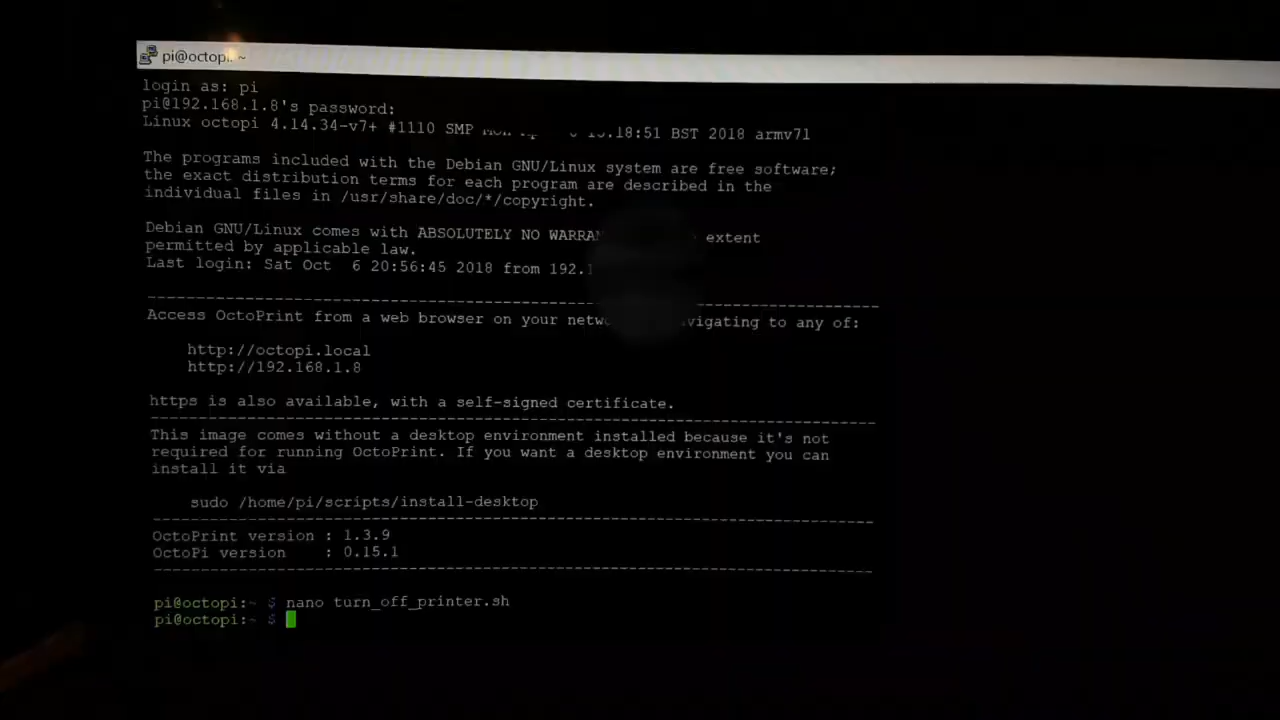 pi@octopi: ~
login as: pi
pi@192.168.1.8's password:
Linux octopi 4.14.34-v7+ #1110 SMP :18:51 BST 2018 armv7l
The programs included with the Debian GNU/Linux system are free software;
the exact distribution terms for each program are described in the
individual files in /usr/share/doc/*/copyright.
Debian GNU/Linux comes with ABSOLUTELY NO extent
permitted by applicable law.
Last login: Sat Oct  6 20:56:45 2018 from 192.1
Access OctoPrint from a web browser on your to any of:
http://octopi.local
http://192.168.1.8
https is also available, with a self-signed certificate.
This image comes without a desktop environment installed because it's not
required for running OctoPrint. If you want a desktop environment you can
install it via
sudo /home/pi/scripts/install-desktop
OctoPrint version : 1.3.9
OctoPi version    : 0.15.1
pi@octopi:~ $ nano turn_off_printer.sh
pi@octopi:~ $